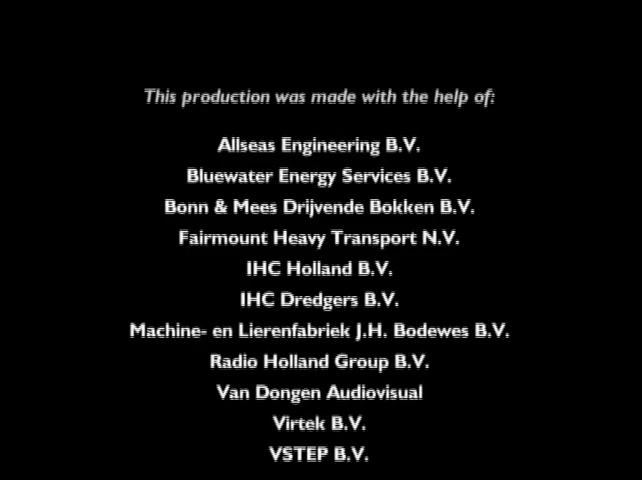 This production was made with the help of:
Allseas Engineering B.V.
Bluewater Energy Services B.V.
Bonn & Mees Drijvende Bokken B.V.
Fairmount Heavy Transport N.V.
IHC Holland B.V.
IHC Dredgers B.V.
Machine- en Lierenfabriek J.H. Bodewes B.V.
Radio Holland Group B.V.
Van Dongen Audiovisual
Virtek B.V.
VSTEP B.V.